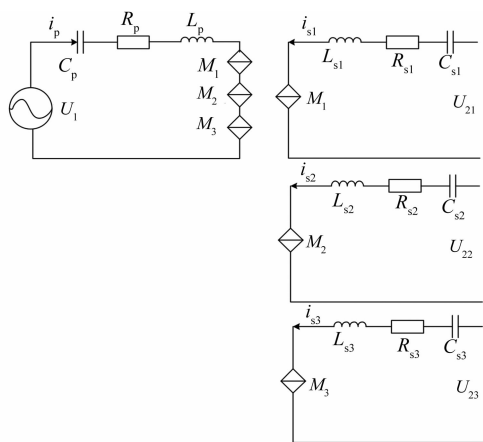 i_p
R_p
L_p
C_p
U_1
M_1
M_2
M_3
i_s1
L_s1
R_s1
C_s1
M_1
U_21
i_s2
L_s2
R_s2
C_s2
M_2
U_22
i_s3
L_s3
R_s3
C_s3
M_3
U_23